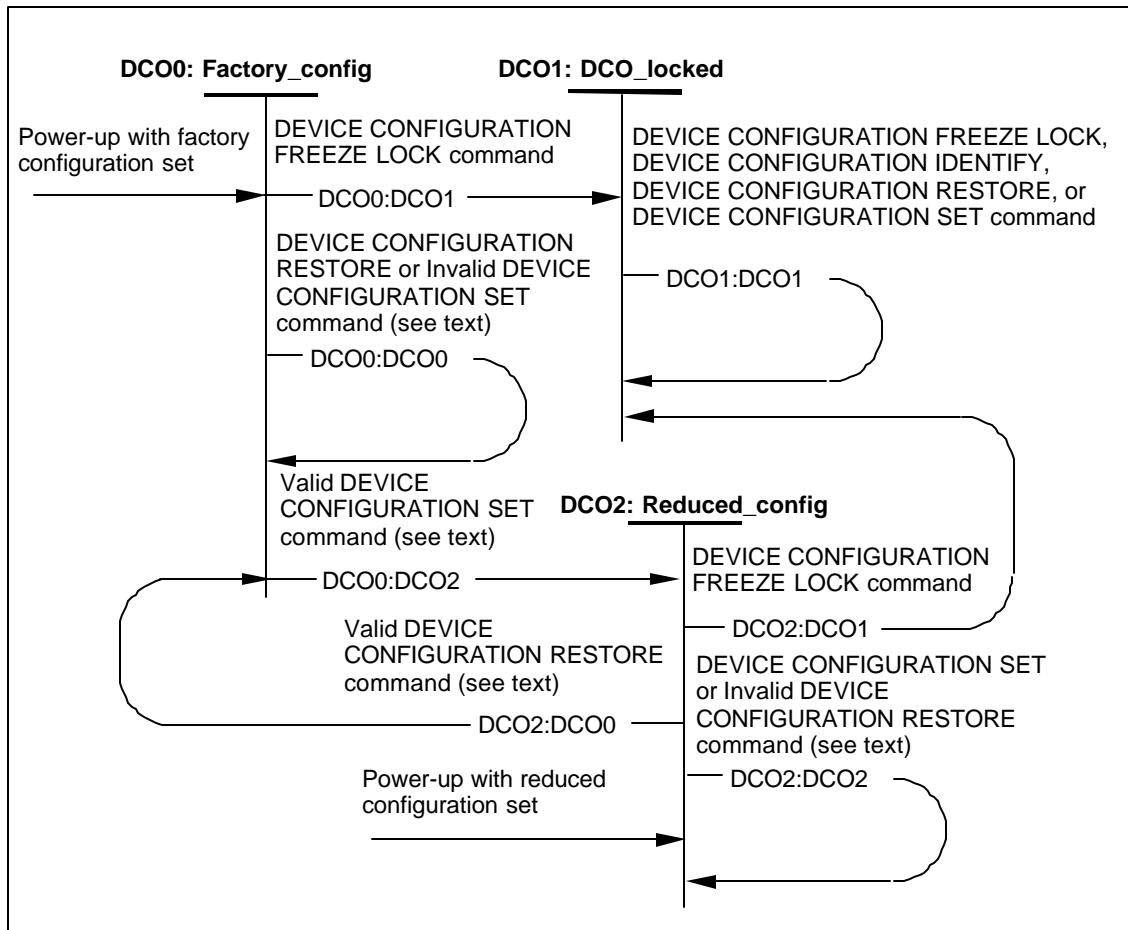 DCO0: Factory_config
DCO1: DCO_locked
Power-up with factory
configuration set
DEVICE CONFIGURATION
FREEZE LOCK command
DCO0:DCO1
DEVICE CONFIGURATION FREEZE LOCK,
DEVICE CONFIGURATION IDENTIFY,
DEVICE CONFIGURATION RESTORE, or
DEVICE CONFIGURATION SET command
DCO1:DCO1
DEVICE CONFIGURATION
RESTORE or Invalid DEVICE
CONFIGURATION SET
command (see text)
DCO0:DCO0
Valid DEVICE
CONFIGURATION SET
command (see text)
DCO0:DCO2
DCO2: Reduced_config
DEVICE CONFIGURATION
FREEZE LOCK command
DCO2:DCO1
Valid DEVICE
CONFIGURATION RESTORE
command (see text)
DCO2:DCO0
DEVICE CONFIGURATION SET
or Invalid DEVICE
CONFIGURATION RESTORE
command (see text)
DCO2:DCO2
Power-up with reduced
configuration set